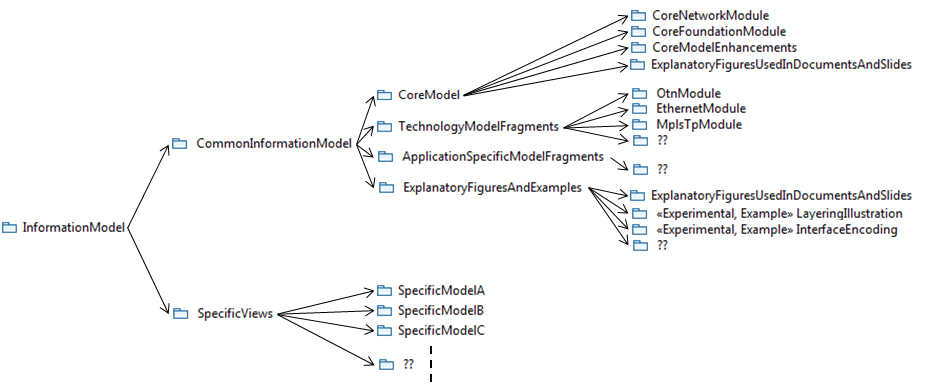 InformationModel
CommonInformationModel
CoreModel
CoreNetworkModule
CoreFoundationModule
CoreModelEnhancements
ExplanatoryFiguresUsedInDocumentsAndSlides
TechnologyModelFragments
OtnModule
EthernetModule
MplsTpModule
??
ApplicationSpecificModelFragments
??
ExplanatoryFiguresAndExamples
ExplanatoryFiguresUsedInDocumentsAndSlides
«Experimental, Example» LayeringIllustration
«Experimental, Example» InterfaceEncoding
??
SpecificViews
SpecificModelA
SpecificModelB
SpecificModelC
??